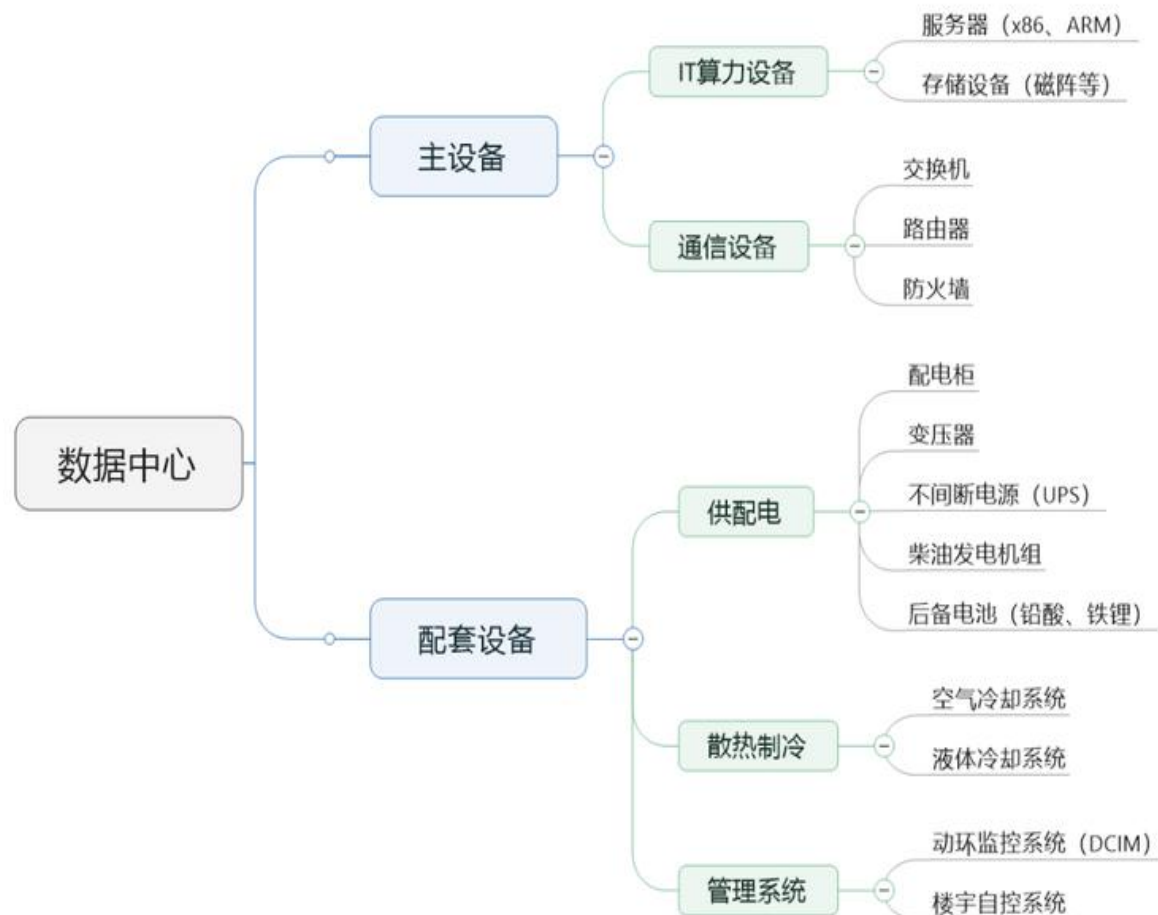 数据中心
主设备
IT算力设备
服务器（x86、ARM）
存储设备（磁阵等）
通信设备
交换机
路由器
防火墙
配套设备
供配电
配电柜
变压器
不间断电源（UPS）
柴油发电机组
后备电池（铅酸、铁锂）
散热制冷
空气冷却系统
液体冷却系统
管理系统
动环监控系统（DCIM）
楼宇自控系统